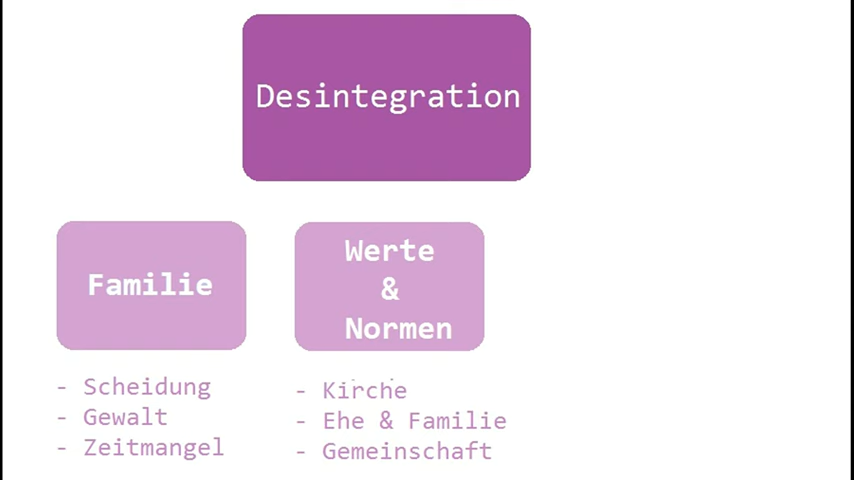 Desintegration
Familie
- Scheidung
- Gewalt
- Zeitmangel
Werte
&
Normen
- Kirche
- Ehe & Familie
- Gemeinschaft